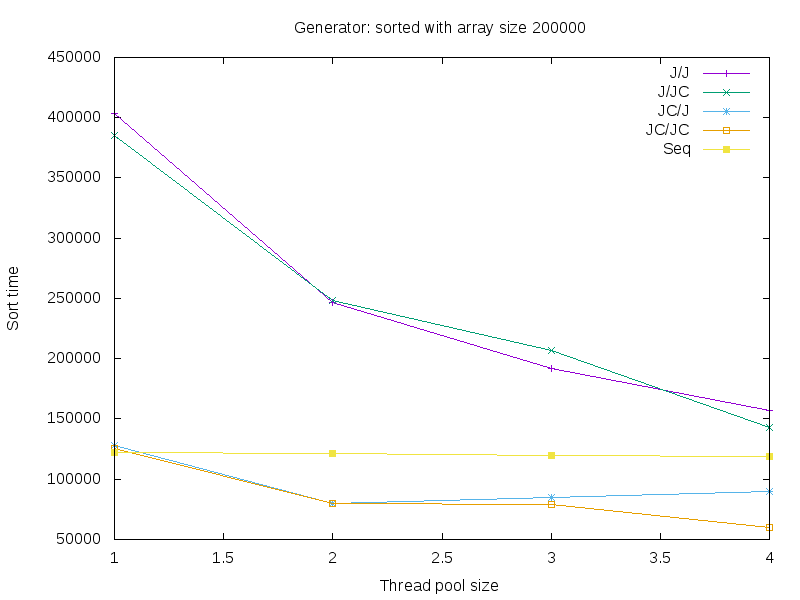 Generator: sorted with array size 200000
450000
400000
350000
300000
250000
200000
150000
100000
50000
Sort time
J/J
J/JC
JC/J
JC/JC
Seq
1 1.5 2 2.5 3 3.5 4
Thread pool size